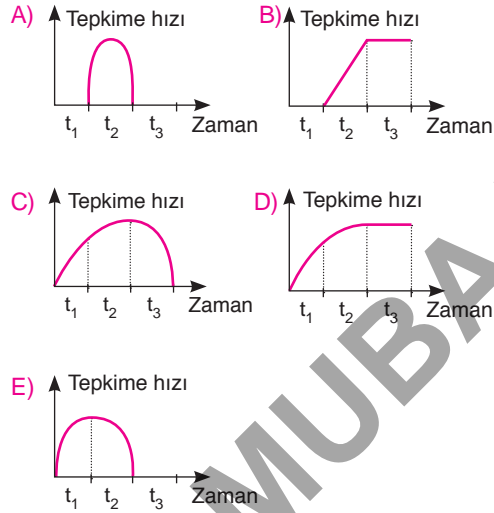 A) Tepkime hızı
t1 t2 t3 Zaman
B) Tepkime hızı
t1 t2 t3 Zaman
C) Tepkime hızı
t1 t2 t3 Zaman
D) Tepkime hızı
t1 t2 t3 Zaman
E) Tepkime hızı
t1 t2 t3 Zaman
MUBA